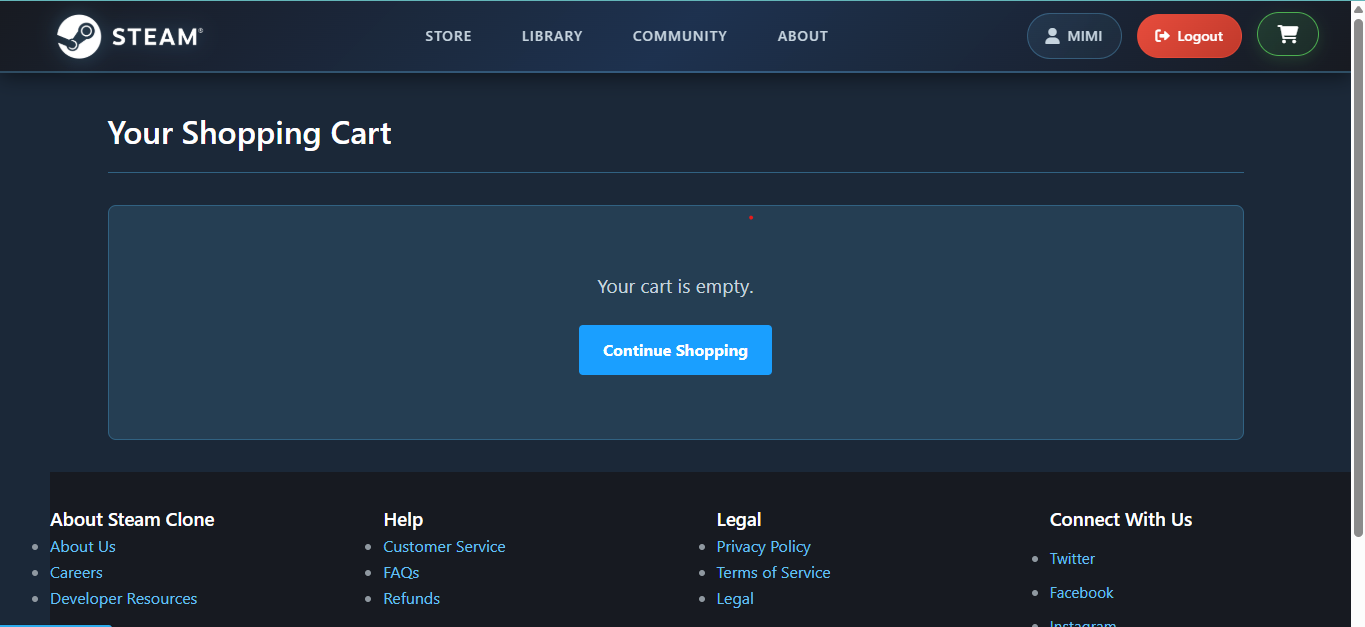 STEAM®
STORE
LIBRARY
COMMUNITY
ABOUT
MIMI
Logout
Your Shopping Cart
Your cart is empty.
Continue Shopping
About Steam Clone
About Us
Careers
Developer Resources
Help
Customer Service
FAQs
Refunds
Legal
Privacy Policy
Terms of Service
Legal
Connect With Us
Twitter
Facebook
Instagram